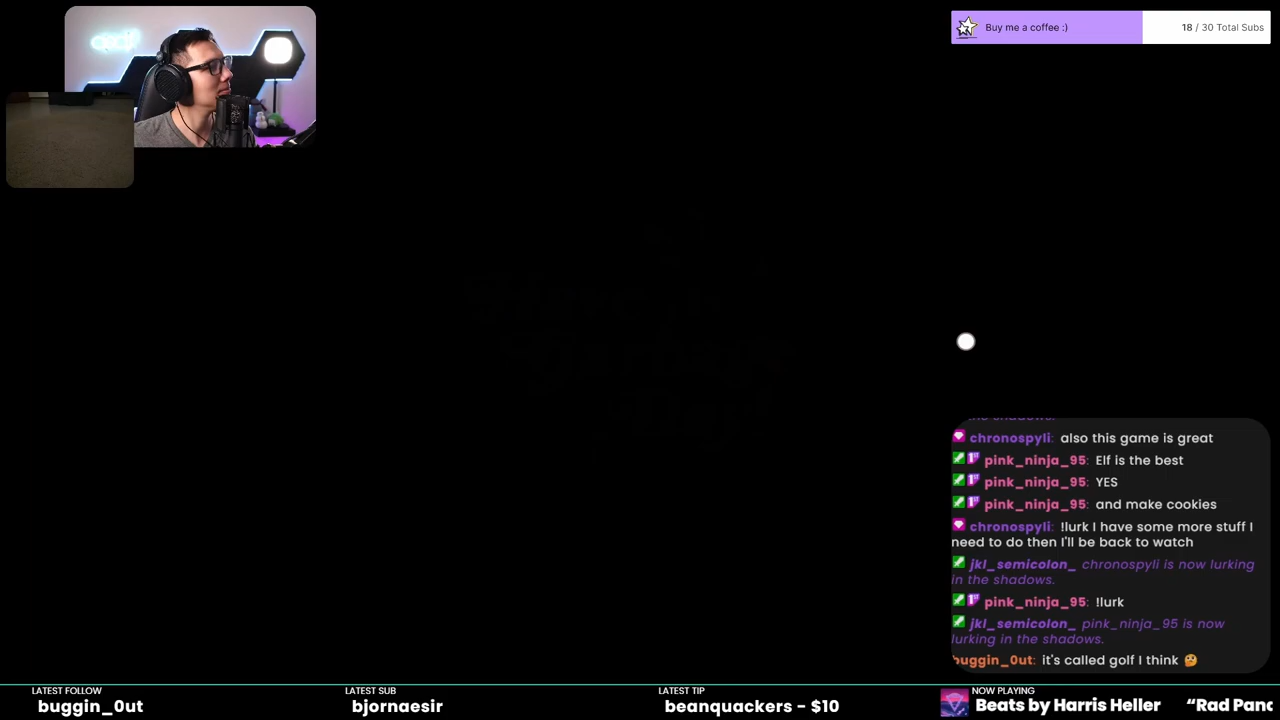 Buy me a coffee :)
18 / 30 Total Subs
chronospyli: also this game is great
pink_ninja_95: Elf is the best
pink_ninja_95: YES
pink_ninja_95: and make cookies
chronospyli: !lurk I have some more stuff I
need to do then I'll be back to watch
jkl_semicolon_ chronospyli is now lurking
in the shadows.
pink_ninja_95: !lurk
jkl_semicolon_ pink_ninja_95 is now
lurking in the shadows.
buggin_0ut: it's called golf I think 🤔
LATEST FOLLOW
buggin_0ut
LATEST SUB
bjornaesir
LATEST TIP
beanquackers - $10
NOW PLAYING
Beats by Harris Heller "Rad